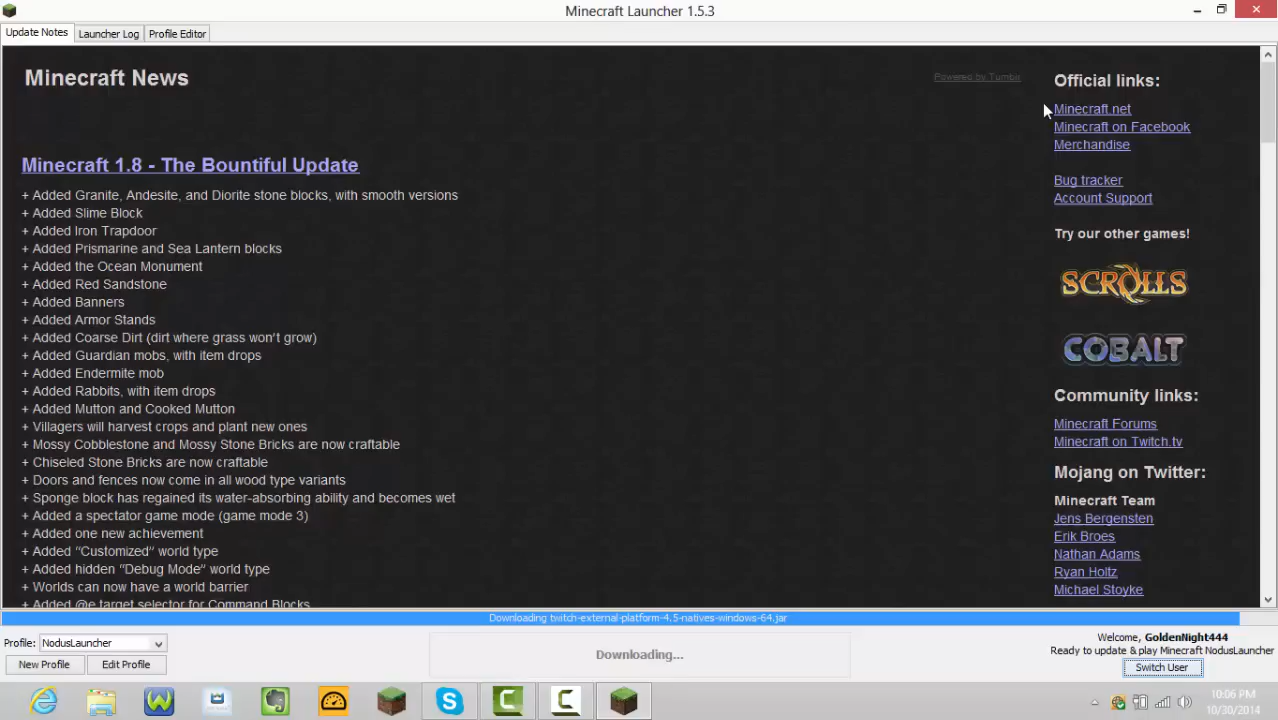 Minecraft Launcher 1.5.3
Update Notes
Launcher Log
Profile Editor
Minecraft News
Powered by Tumblr
Minecraft 1.8 - The Bountiful Update
+ Added Granite, Andesite, and Diorite stone blocks, with smooth versions
+ Added Slime Block
+ Added Iron Trapdoor
+ Added Prismarine and Sea Lantern blocks
+ Added the Ocean Monument
+ Added Red Sandstone
+ Added Banners
+ Added Armor Stands
+ Added Coarse Dirt (dirt where grass won't grow)
+ Added Guardian mobs, with item drops
+ Added Endermite mob
+ Added Rabbits, with item drops
+ Added Mutton and Cooked Mutton
+ Villagers will harvest crops and plant new ones
+ Mossy Cobblestone and Mossy Stone Bricks are now craftable
+ Chiseled Stone Bricks are now craftable
+ Doors and fences now come in all wood type variants
+ Sponge block has regained its water-absorbing ability and becomes wet
+ Added a spectator game mode (game mode 3)
+ Added one new achievement
+ Added "Customized" world type
+ Added hidden "Debug Mode" world type
+ Worlds can now have a world barrier
+ Added @e target selector for Command Blocks
Official links:
Minecraft.net
Minecraft on Facebook
Merchandise
Bug tracker
Account Support
Try our other games!
SCROLLS
COBALT
Community links:
Minecraft Forums
Minecraft on Twitch.tv
Mojang on Twitter:
Minecraft Team
Jens Bergensten
Erik Broes
Nathan Adams
Ryan Holtz
Michael Stoyke
Downloading twitch-external-platform-4.5-natives-windows-64.jar
Profile: NodusLauncher
New Profile
Edit Profile
Downloading...
Welcome, GoldenNight444
Ready to update & play Minecraft NodusLauncher
Switch User
10:06 PM
10/30/2014